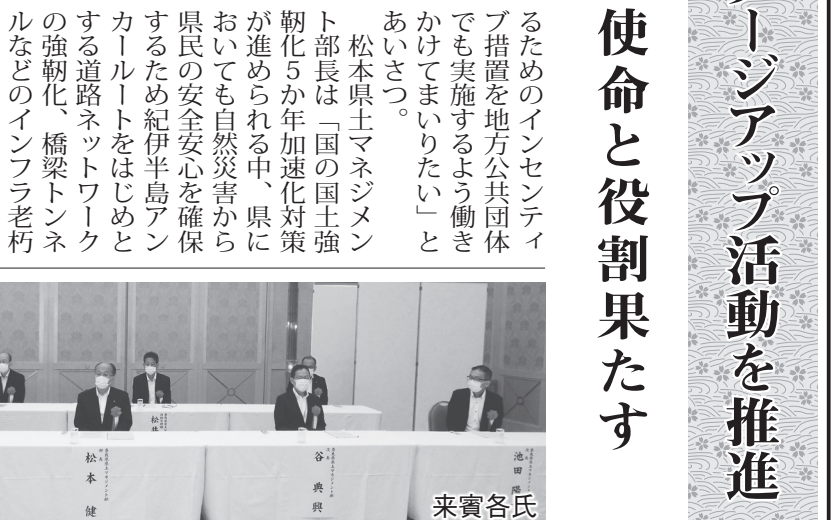 ージアップ活動を推進
使命と役割果たす
るためのインセンティ
ブ措置を地方公共団体
でも実施するよう働き
かけてまいりたい」と
あいさつ。
松本県土マネジメン
ト部長は「国の国土強
靭化5か年加速化対策
が進められる中、県に
おいても自然災害から
県民の安全安心を確保
するため紀伊半島アン
カールートをはじめと
する道路ネットワーク
の強靭化、橋梁トンネ
ルなどのインフラ老朽
池田
谷 典興
松本 健
来賓各氏